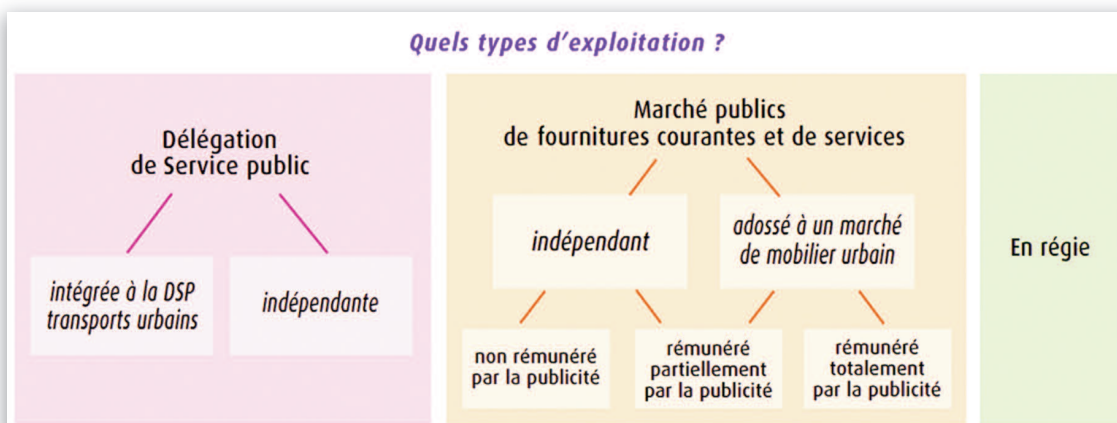 Quels types d'exploitation ?
Délégation
de Service public
intégrée à la DSP
transports urbains
indépendante
Marché publics
de fournitures courantes et de services
indépendant
adossé à un marché
de mobilier urbain
non rémunéré
par la publicité
rémunéré
partiellement
par la publicité
rémunéré
totalement
par la publicité
En régie